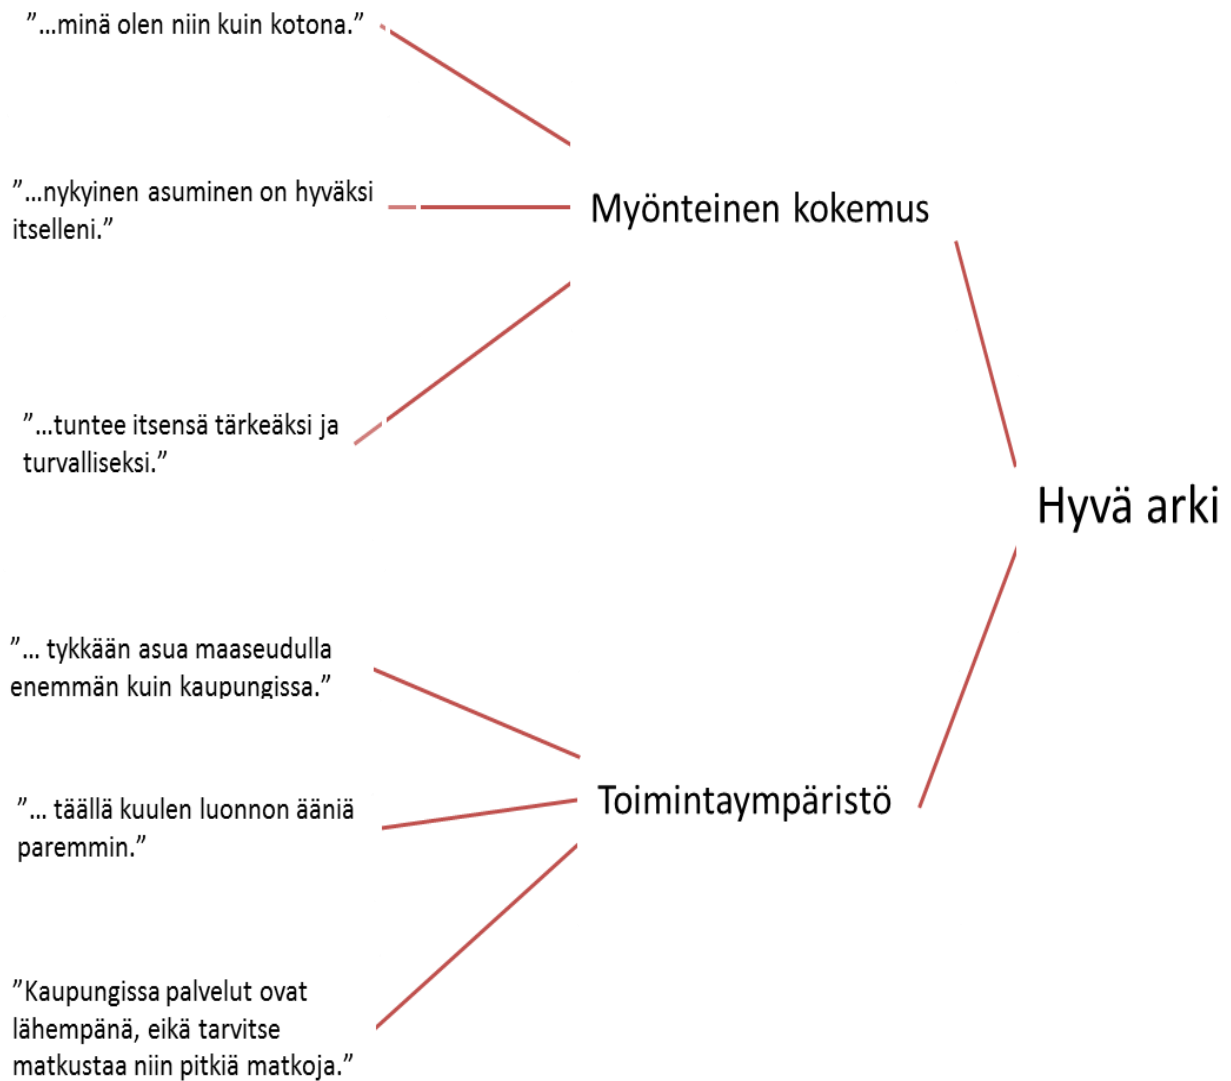 ”...minä olen niin kuin kotona.”
”...nykyinen asuminen on hyväksi
itselleni.”
Myönteinen kokemus
”...tuntee itsensä tärkeäksi ja
turvalliseksi.”
Hyvä arki
”... tykkään asua maaseudulla
enemmän kuin kaupungissa.”
”... täällä kuulen luonnon ääniä
paremmin.”
Toimintaympäristö
”Kaupungissa palvelut ovat
lähempänä, eikä tarvitse
matkustaa niin pitkiä matkoja.”